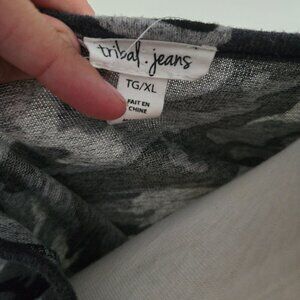 tribal.jeans
TG/XL
FAIT EN
CHINE